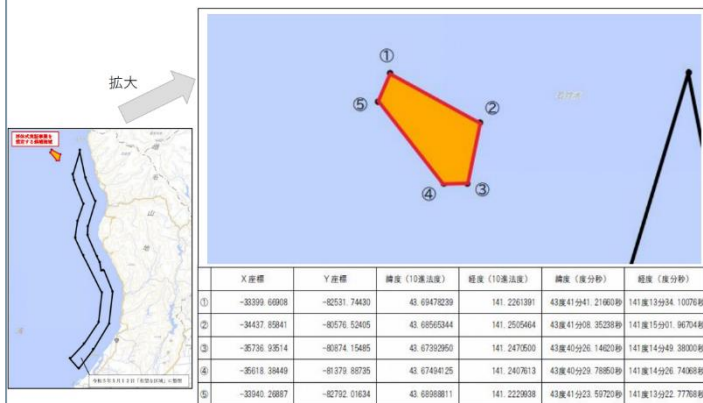 拡大
①
②
③
④
⑤
X座標 Y座標 緯度(10進法度) 経度(10進法度) 緯度(度分秒) 経度(度分秒)
① -33399.66908 -82531.74430 43.69478239 141.2261391 43度41分41.21660秒 141度13分34.10076秒
② -34437.85841 -80576.52405 43.68565344 141.2505464 43度41分08.35238秒 141度15分01.96704秒
③ -35736.93514 -80874.15485 43.67392950 141.2470500 43度40分26.14620秒 141度14分49.38000秒
④ -35618.38449 -81379.88735 43.67494125 141.2407613 43度40分29.78850秒 141度14分26.74068秒
⑤ -33940.26887 -82792.01634 43.68988811 141.2229938 43度41分23.59720秒 141度13分22.77768秒